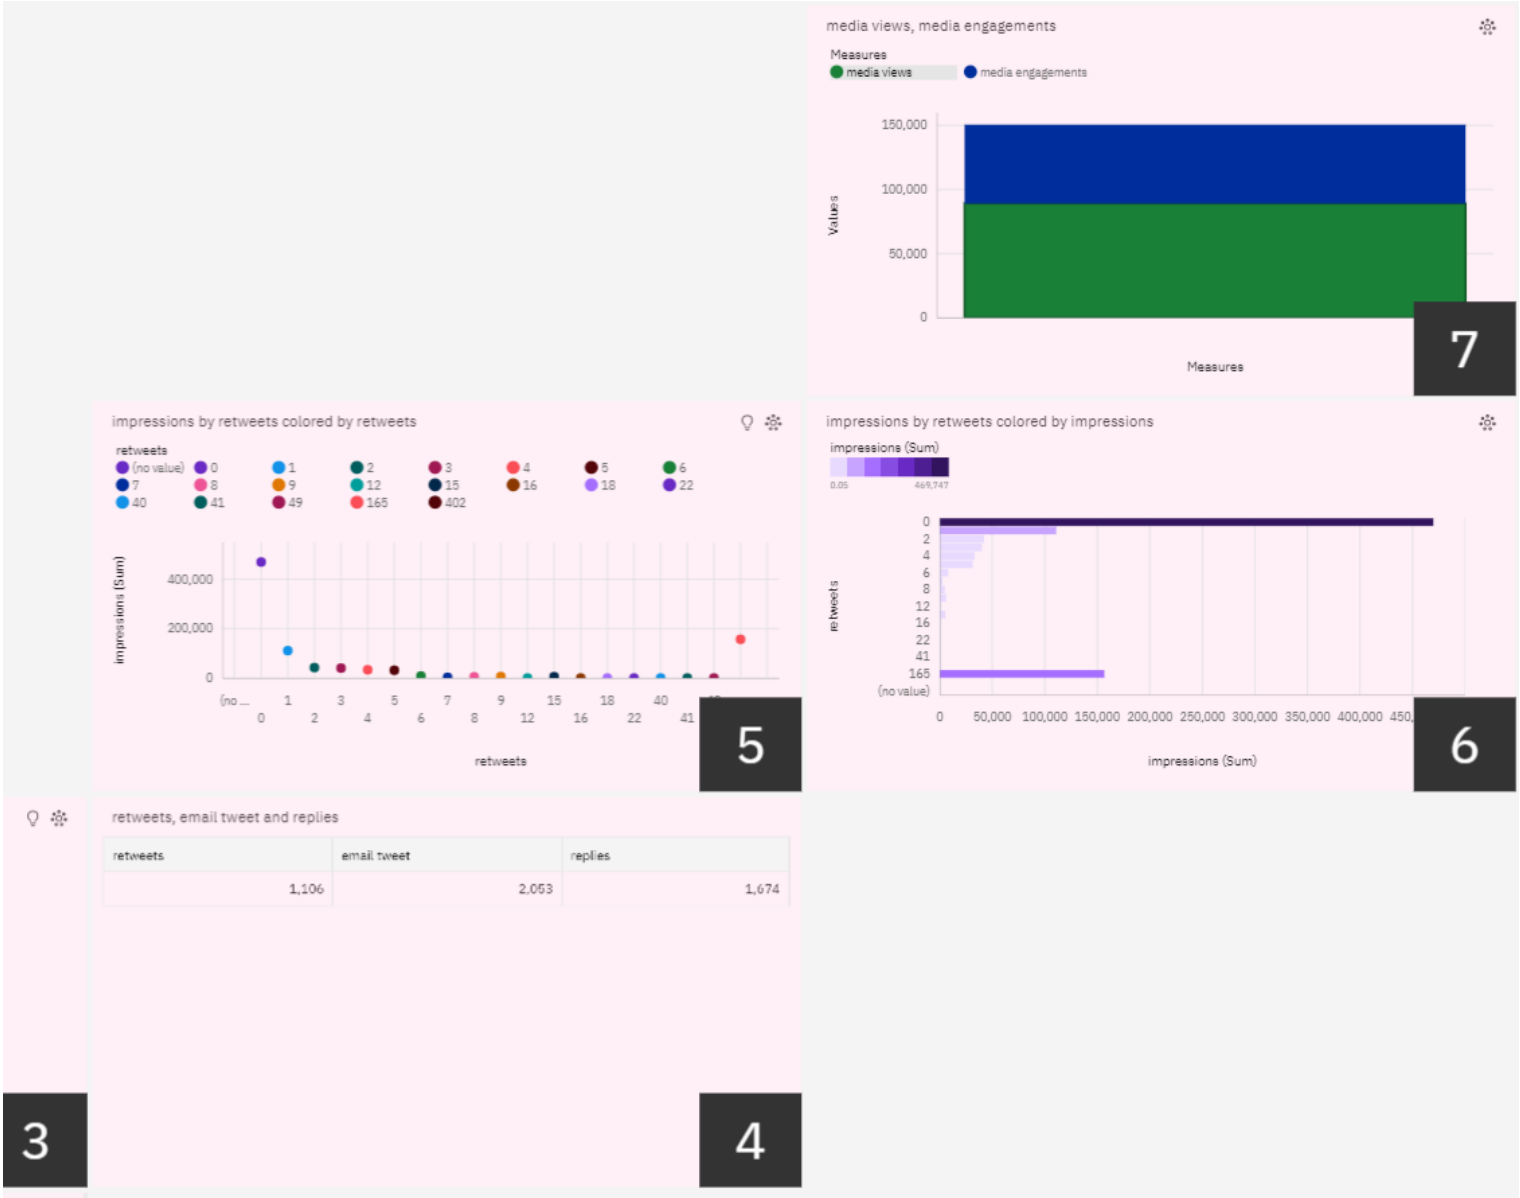 media views, media engagements
Measures
media views media engagements
150,000
100,000
50,000
0
Values
Measures
7
impressions by retweets colored by retweets
retweets
(no value) 0 1 2 3 4 5 6
7 8 9 12 15 16 18 22
40 41 49 165 402
400,000
200,000
0
impressions (Sum)
(no ... 1 3 5 7 9 15 18 40
0 2 4 6 8 12 16 22 41
retweets
5
impressions by retweets colored by impressions
impressions (Sum)
0.05 469,747
0
2
4
6
8
12
16
22
41
165
(no value)
retweets
0 50,000 100,000 150,000 200,000 250,000 300,000 350,000 400,000 450,
impressions (Sum)
6
3
retweets, email tweet and replies
retweets email tweet replies
1,106 2,053 1,674
4